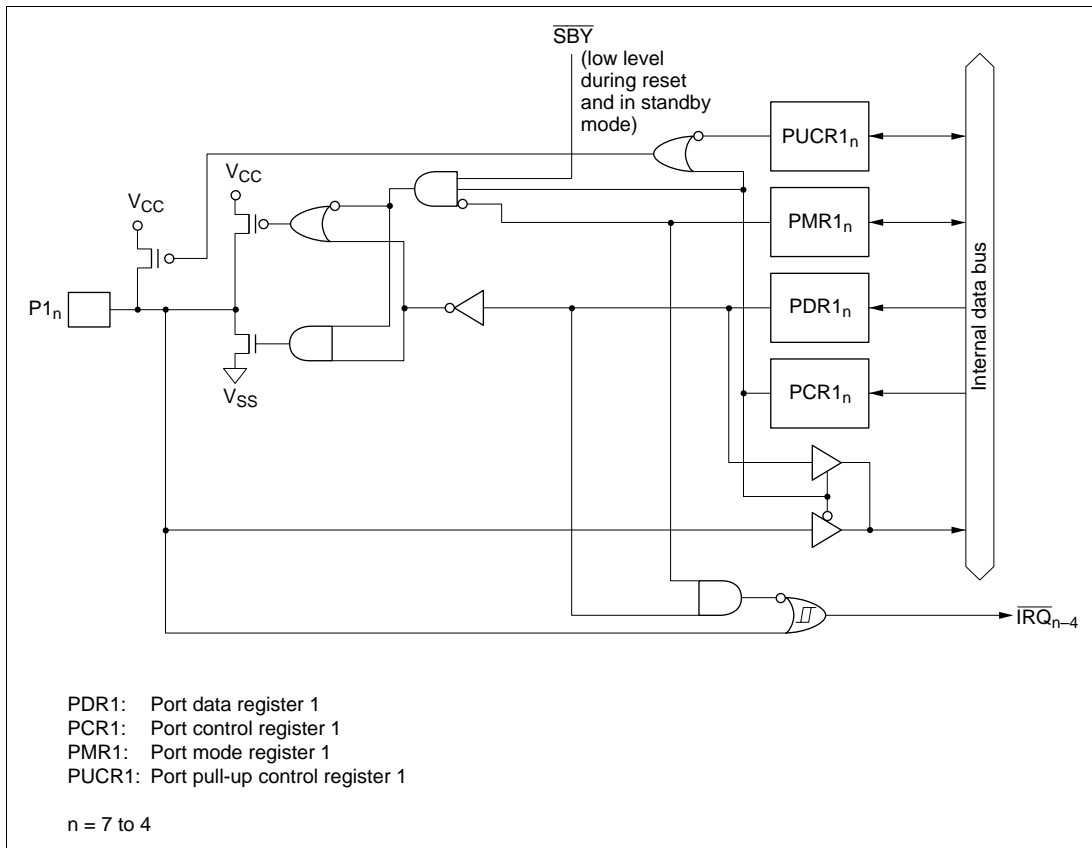 SBY
(low level
during reset
and in standby
mode)
PUCR1n
VCC
VCC
PMR1n
P1n
PDR1n
Internal data bus
VSS
PCR1n
IRQn–4
PDR1: Port data register 1
PCR1: Port control register 1
PMR1: Port mode register 1
PUCR1: Port pull-up control register 1
n = 7 to 4